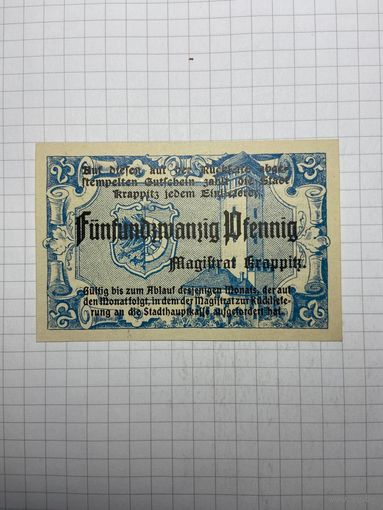 Auf diesen auf der Rückseite abge-
stempelten Gutschein zahlt die Stadt
Krappitz jedem Einlieferer
Fünfundzwanzig Pfennig
Magistrat Krappitz.
Gültig bis zum Ablauf desjenigen Monats, der auf
den Monat folgt, in dem der Magistrat zur Rückliefe-
rung an die Stadthauptkasse aufgefordert hat.